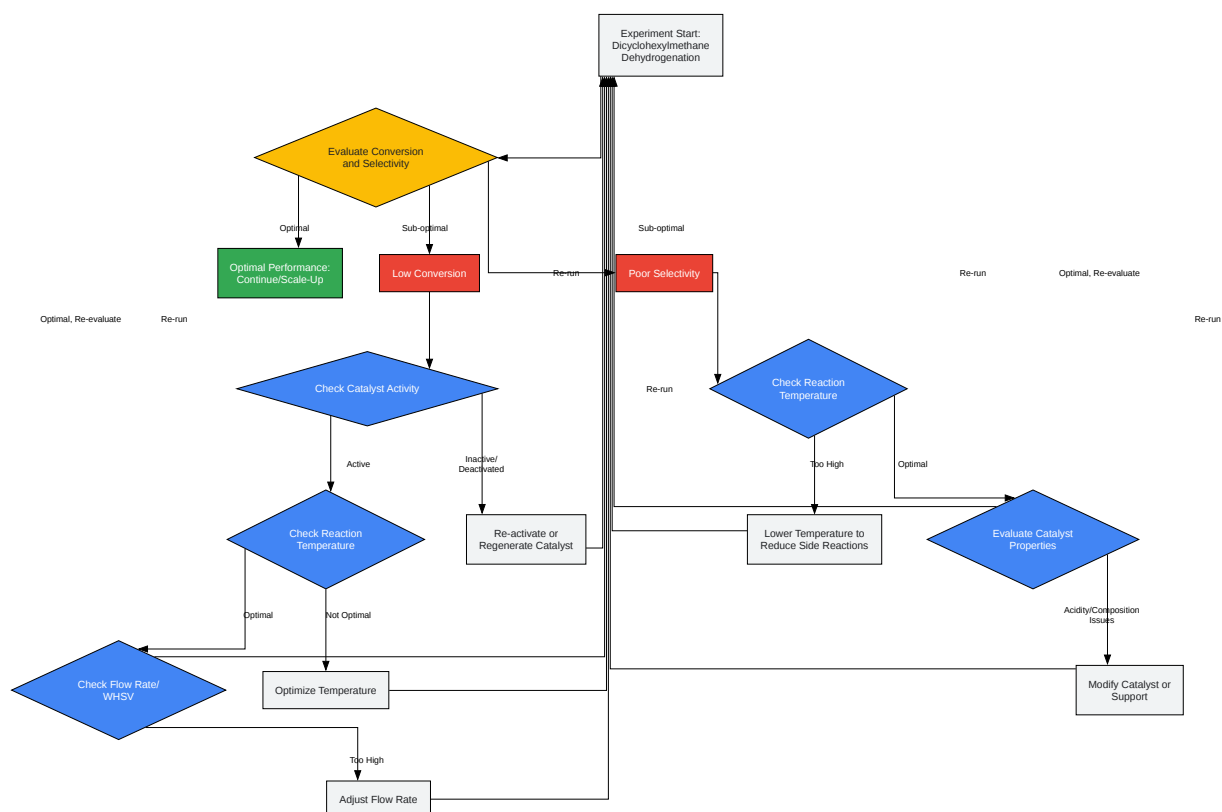 Experiment Start:
Dicyclohexylmethane
Dehydrogenation
Evaluate Conversion
and Selectivity
Optimal
Sub-optimal
Sub-optimal
Optimal Performance:
Continue/Scale-Up
Low Conversion
Re-run
Poor Selectivity
Re-run
Optimal, Re-evaluate
Optimal, Re-evaluate
Re-run
Re-run
Check Catalyst Activity
Re-run
Check Reaction
Temperature
Active
Inactive/
Deactivated
Too High
Optimal
Check Reaction
Temperature
Re-activate or
Regenerate Catalyst
Lower Temperature to
Reduce Side Reactions
Evaluate Catalyst
Properties
Optimal
Not Optimal
Acidity/Composition
Issues
Check Flow Rate/
WHSV
Optimize Temperature
Modify Catalyst or
Support
Too High
Adjust Flow Rate